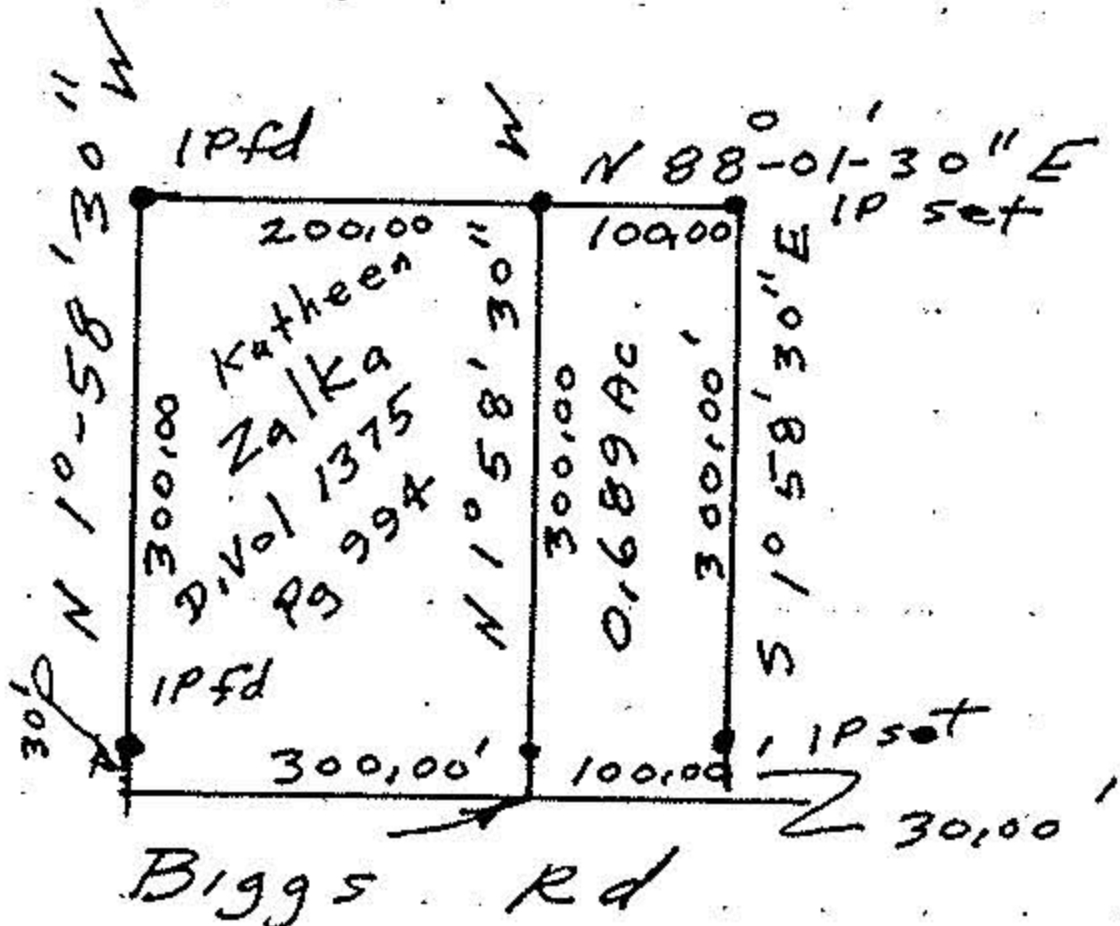 N 1°-58'30" W
IPfd
W
N 88°-01'-30" E
IP set
200,00
100,00
Katheen
Zalka
D.Vol 1375
Pg 994
300,00
N 1° 58' 30"
300,00
0.689 AC
300,00'
S 1° 58' 30" E
30'
IPfd
IP set
300,00'
100,00
30,00'
Biggs Rd